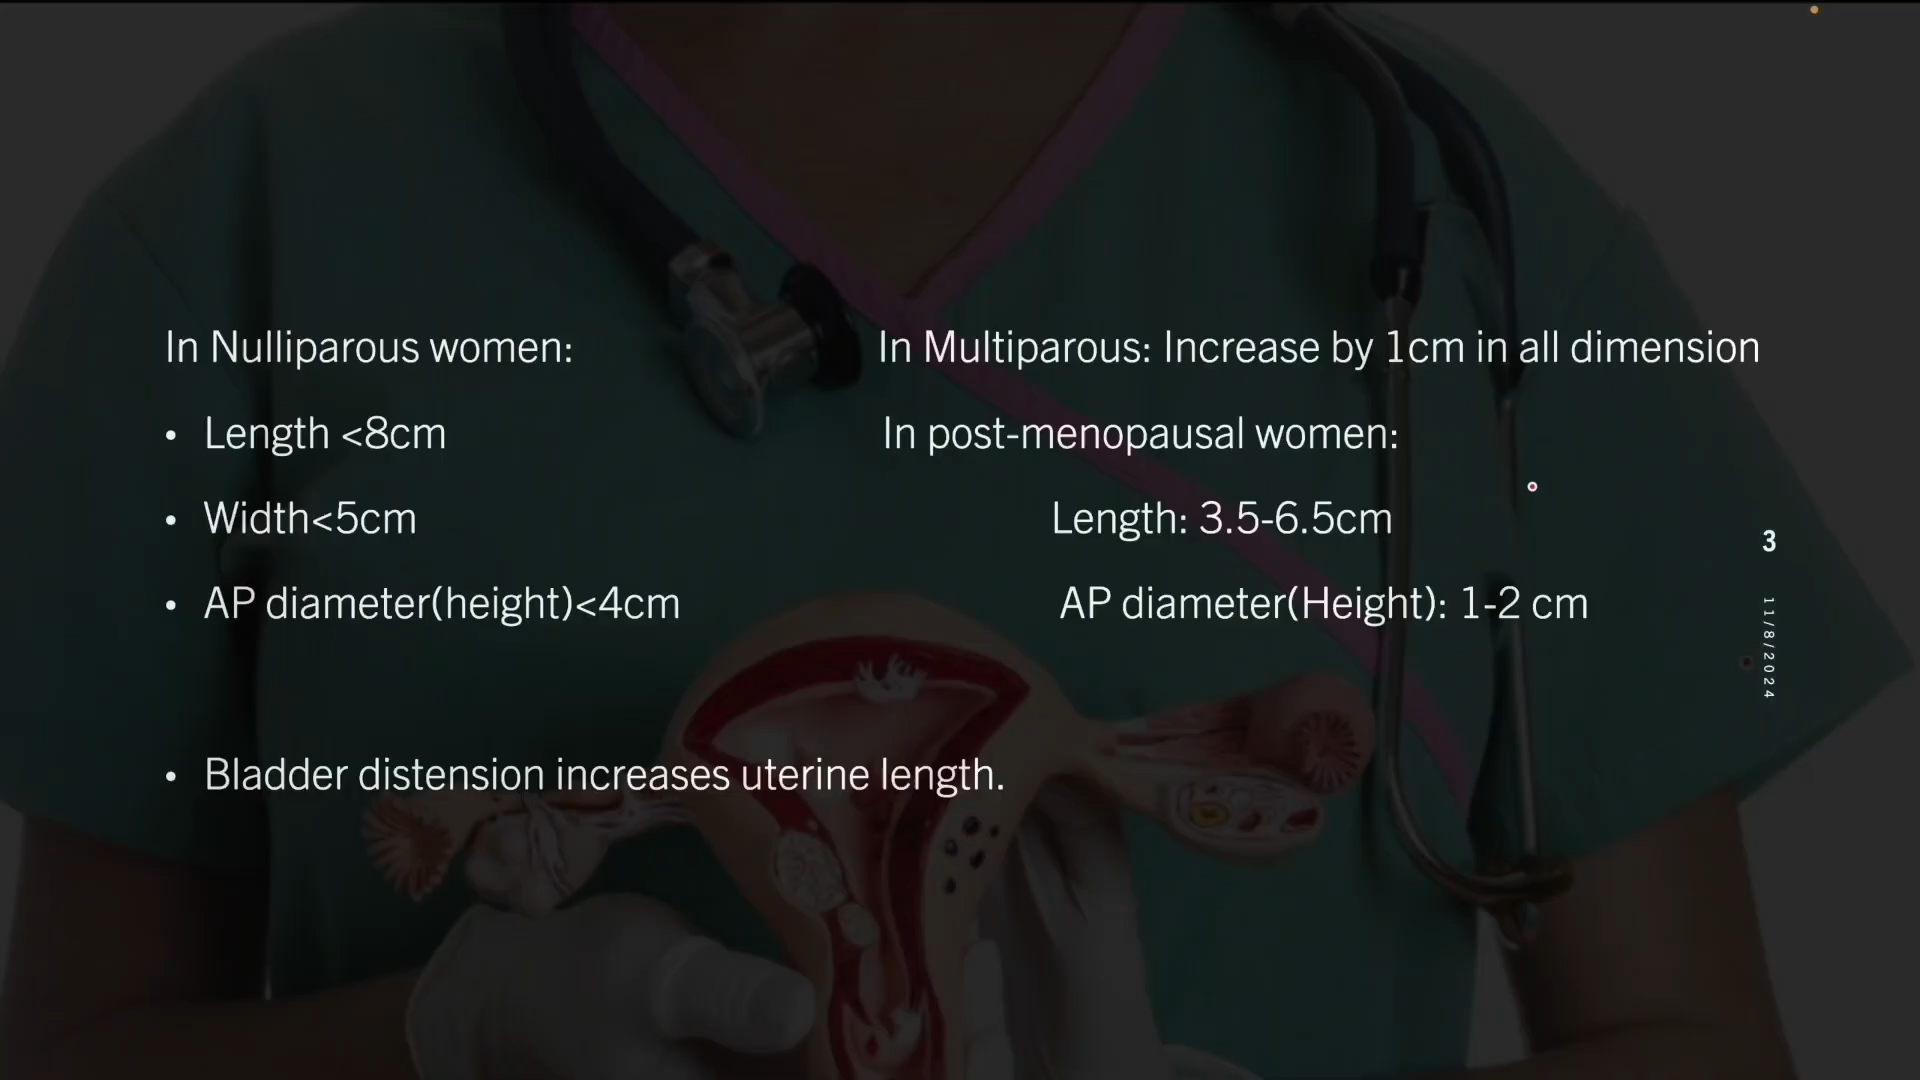 In Nulliparous women:
• Length <8cm
• Width<5cm
• AP diameter(height)<4cm
• Bladder distension increases uterine length.
In Multiparous: Increase by 1cm in all dimension
In post-menopausal women:
Length: 3.5-6.5cm
AP diameter(Height): 1-2 cm
3
11/8/2024